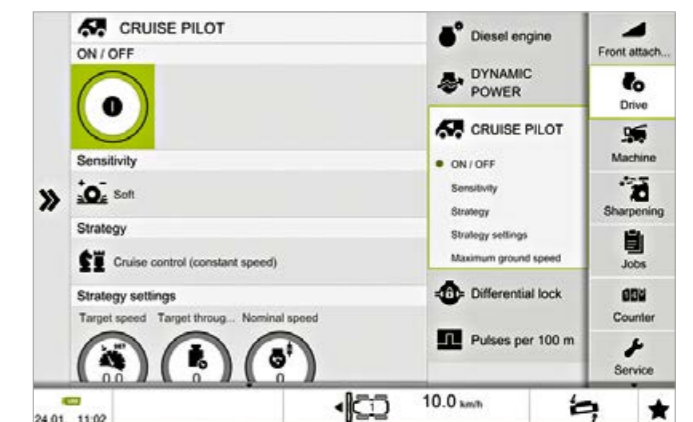 CRUISE PILOT
ON / OFF
Sensitivity
Soft
Strategy
Cruise control (constant speed)
Strategy settings
Target speed Target throug... Nominal speed
SET
0.0 0 0
Diesel engine
DYNAMIC
POWER
CRUISE PILOT
ON / OFF
Sensitivity
Strategy
Strategy settings
Maximum ground speed
Differential lock
Pulses per 100 m
Front attach...
Drive
Machine
Sharpening
Jobs
Counter
Service
24.01. 11:02
1
10.0 km/h